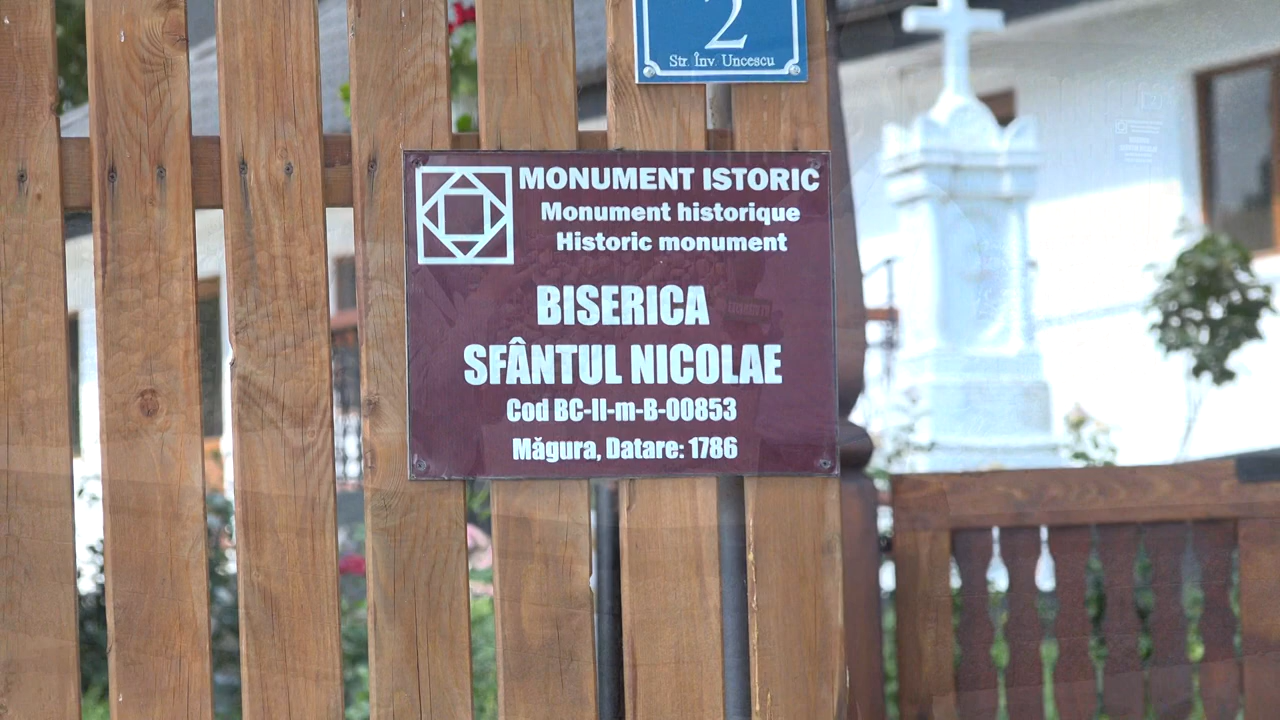 2
Str. Înv. Uncescu
MONUMENT ISTORIC
Monument historique
Historic monument
BISERICA
SFÂNTUL NICOLAE
Cod BC-II-m-B-00853
Măgura, Datare: 1786